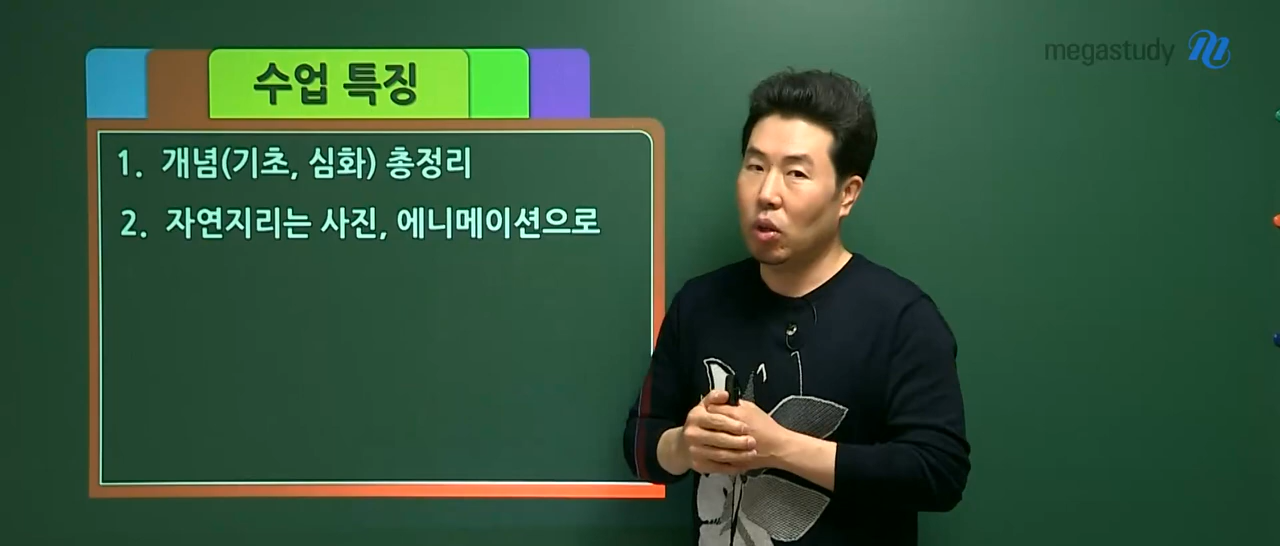 megastudy
수업 특징
1. 개념(기초, 심화) 총정리
2. 자연지리는 사진, 에니메이션으로